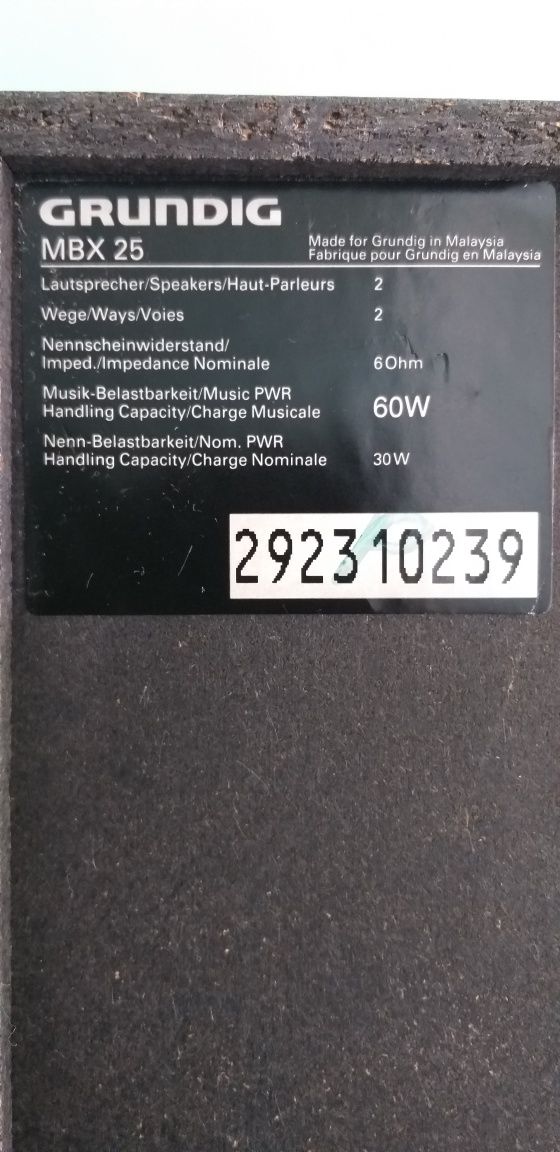 GRUNDIG
MBX 25
Made for Grundig in Malaysia
Fabrique pour Grundig en Malaysia
Lautsprecher/Speakers/Haut-Parleurs 2
Wege/Ways/Voies 2
Nennscheinwiderstand/
Imped./Impedance Nominale 6 Ohm
Musik-Belastbarkeit/Music PWR
Handling Capacity/Charge Musicale 60W
Nenn-Belastbarkeit/Nom. PWR
Handling Capacity/Charge Nominale 30W
292310239